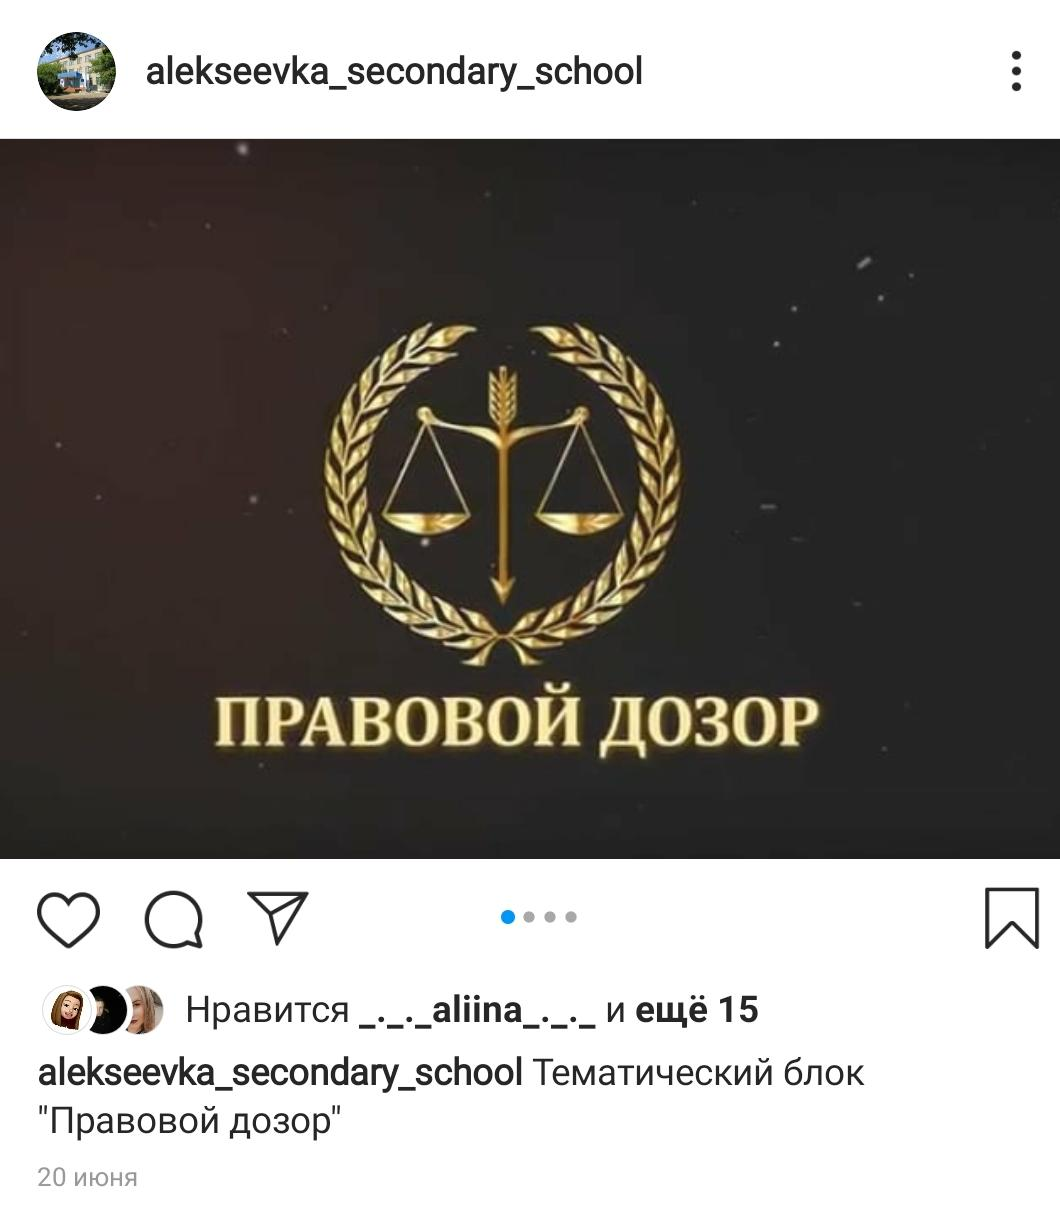 alekseevka_secondary_school
ПРАВОВОЙ ДОЗОР
Нравится _._._aliina_._._ и ещё 15
alekseevka_secondary_school Тематический блок
"Правовой дозор"
20 июня